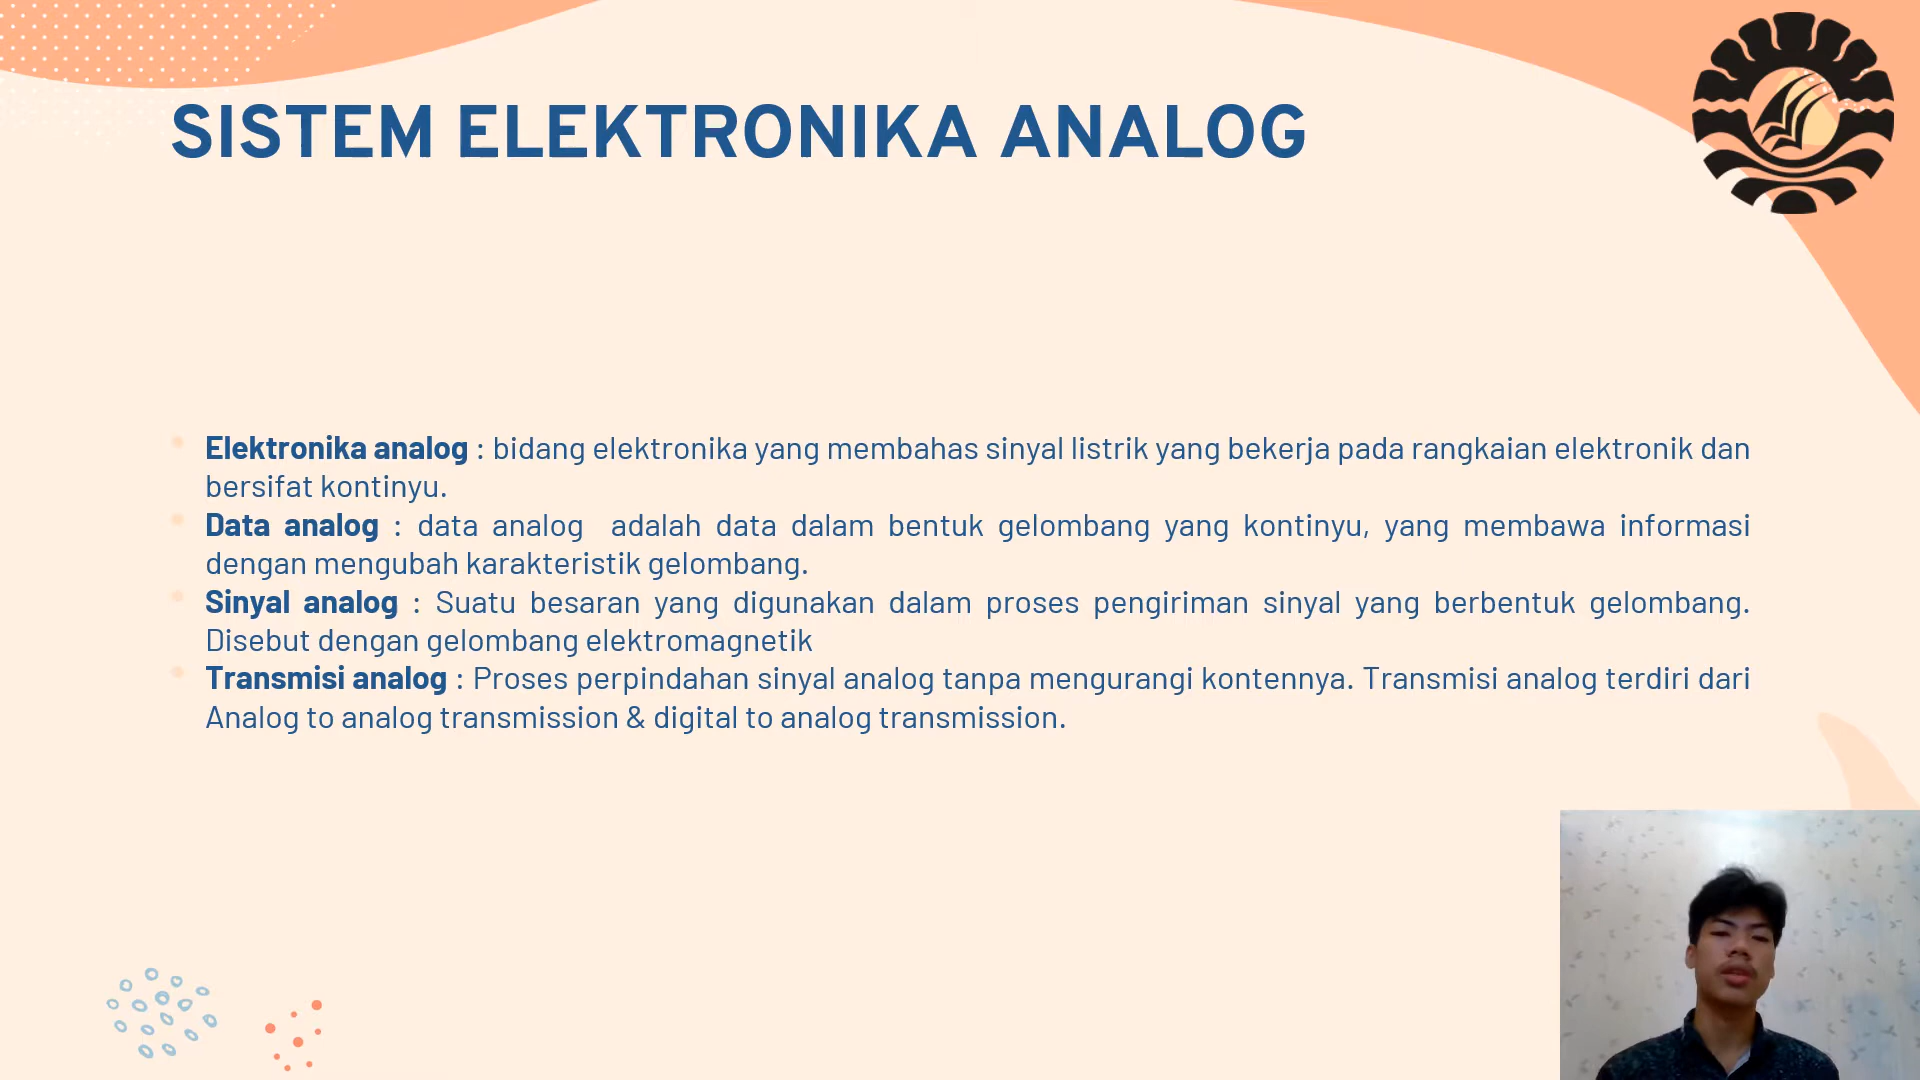 SISTEM ELEKTRONIKA ANALOG
Elektronika analog : bidang elektronika yang membahas sinyal listrik yang bekerja pada rangkaian elektronik dan
bersifat kontinyu.
Data analog : data analog adalah data dalam bentuk gelombang yang kontinyu, yang membawa informasi
dengan mengubah karakteristik gelombang.
Sinyal analog : Suatu besaran yang digunakan dalam proses pengiriman sinyal yang berbentuk gelombang.
Disebut dengan gelombang elektromagnetik
Transmisi analog : Proses perpindahan sinyal analog tanpa mengurangi kontennya. Transmisi analog terdiri dari
Analog to analog transmission & digital to analog transmission.